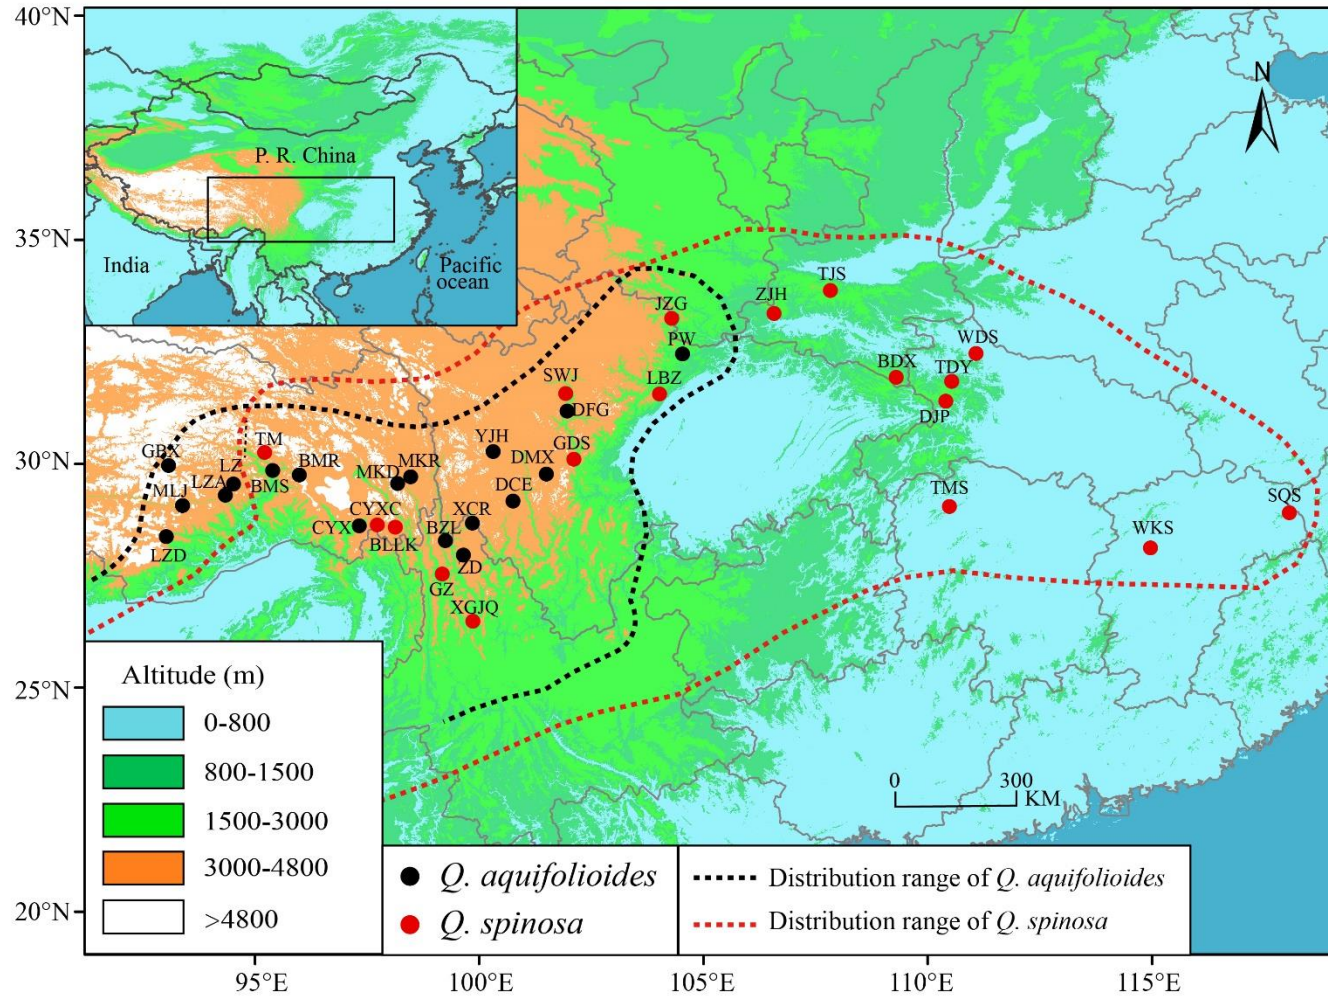 40°N
35°N
30°N
25°N
20°N
P. R. China
India
Pacific
ocean
N
TJS
ZJH
JZG
PW
WDS
BDX
TDY
SWJ
LBZ
DFG
DJP
GBX
TM
LZ
YJH
GDS
BMR
MKR
DMX
MLJ
LZA
BMS
MKD
DCE
TMS
SQS
CYXC
XCR
CYX
BZL
BLLK
WKS
LZD
ZD
GZ
XGJQ
Altitude (m)
0-800
800-1500
1500-3000
3000-4800
>4800
0 300
KM
Q. aquifolioides
Q. spinosa
Distribution range of Q. aquifolioides
Distribution range of Q. spinosa
95°E 100°E 105°E 110°E 115°E